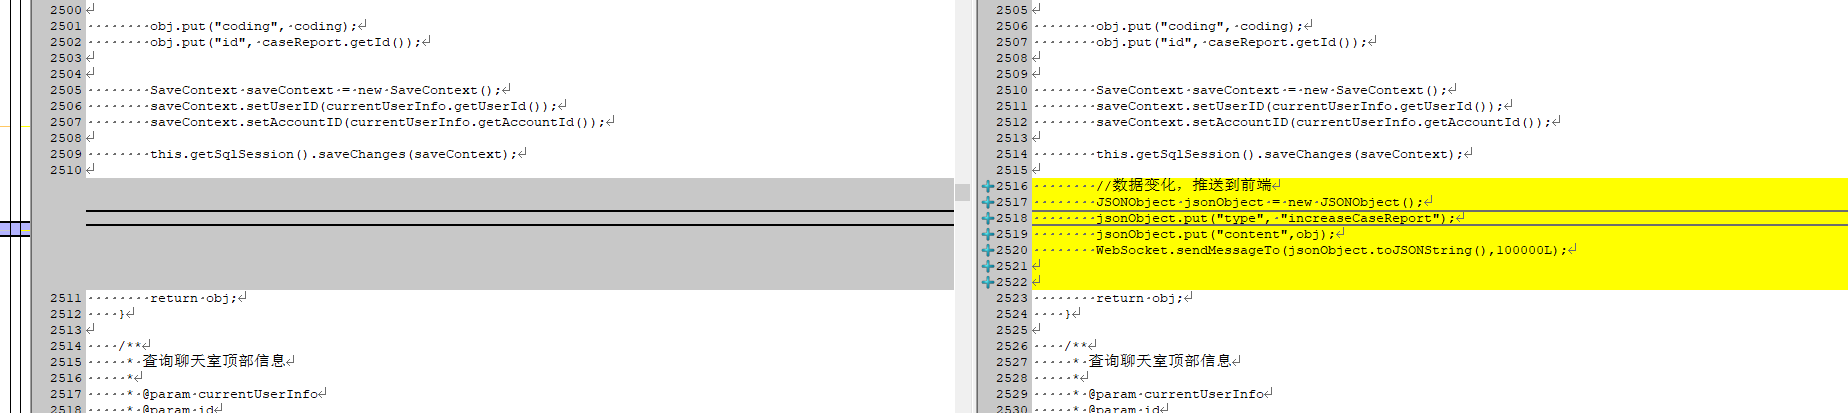 2500
2501 obj.put("coding", coding);
2502 obj.put("id", caseReport.getId());
2503
2504
2505 SaveContext saveContext = new SaveContext();
2506 saveContext.setUserID(currentUserInfo.getUserId());
2507 saveContext.setAccountID(currentUserInfo.getAccountId());
2508
2509 this.getSqlSession().saveChanges(saveContext);
2510
2511 return obj;
2512 }
2513
2514 /**
2515 * 查询聊天室顶部信息
2516 *
2517 * @param currentUserInfo
2518 * @param id
2505
2506 obj.put("coding", coding);
2507 obj.put("id", caseReport.getId());
2508
2509
2510 SaveContext saveContext = new SaveContext();
2511 saveContext.setUserID(currentUserInfo.getUserId());
2512 saveContext.setAccountID(currentUserInfo.getAccountId());
2513
2514 this.getSqlSession().saveChanges(saveContext);
2515
2516 //数据变化，推送到前端
2517 JSONObject jsonObject = new JSONObject();
2518 jsonObject.put("type", "increaseCaseReport");
2519 jsonObject.put("content",obj);
2520 WebSocket.sendMessageTo(jsonObject.toJSONString(),100000L);
2521
2522
2523 return obj;
2524 }
2525
2526 /**
2527 * 查询聊天室顶部信息
2528 *
2529 * @param currentUserInfo
2530 * @param id